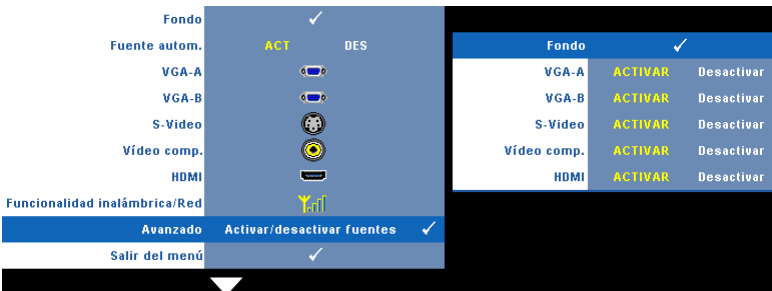 Fondo
Fuente autom. ACT DES
VGA-A
VGA-B
S-Video
Vídeo comp.
HDMI
Funcionalidad inalámbrica/Red
Avanzado Activar/desactivar fuentes
Salir del menú
Fondo
VGA-A ACTIVAR Desactivar
VGA-B ACTIVAR Desactivar
S-Video ACTIVAR Desactivar
Vídeo comp. ACTIVAR Desactivar
HDMI ACTIVAR Desactivar